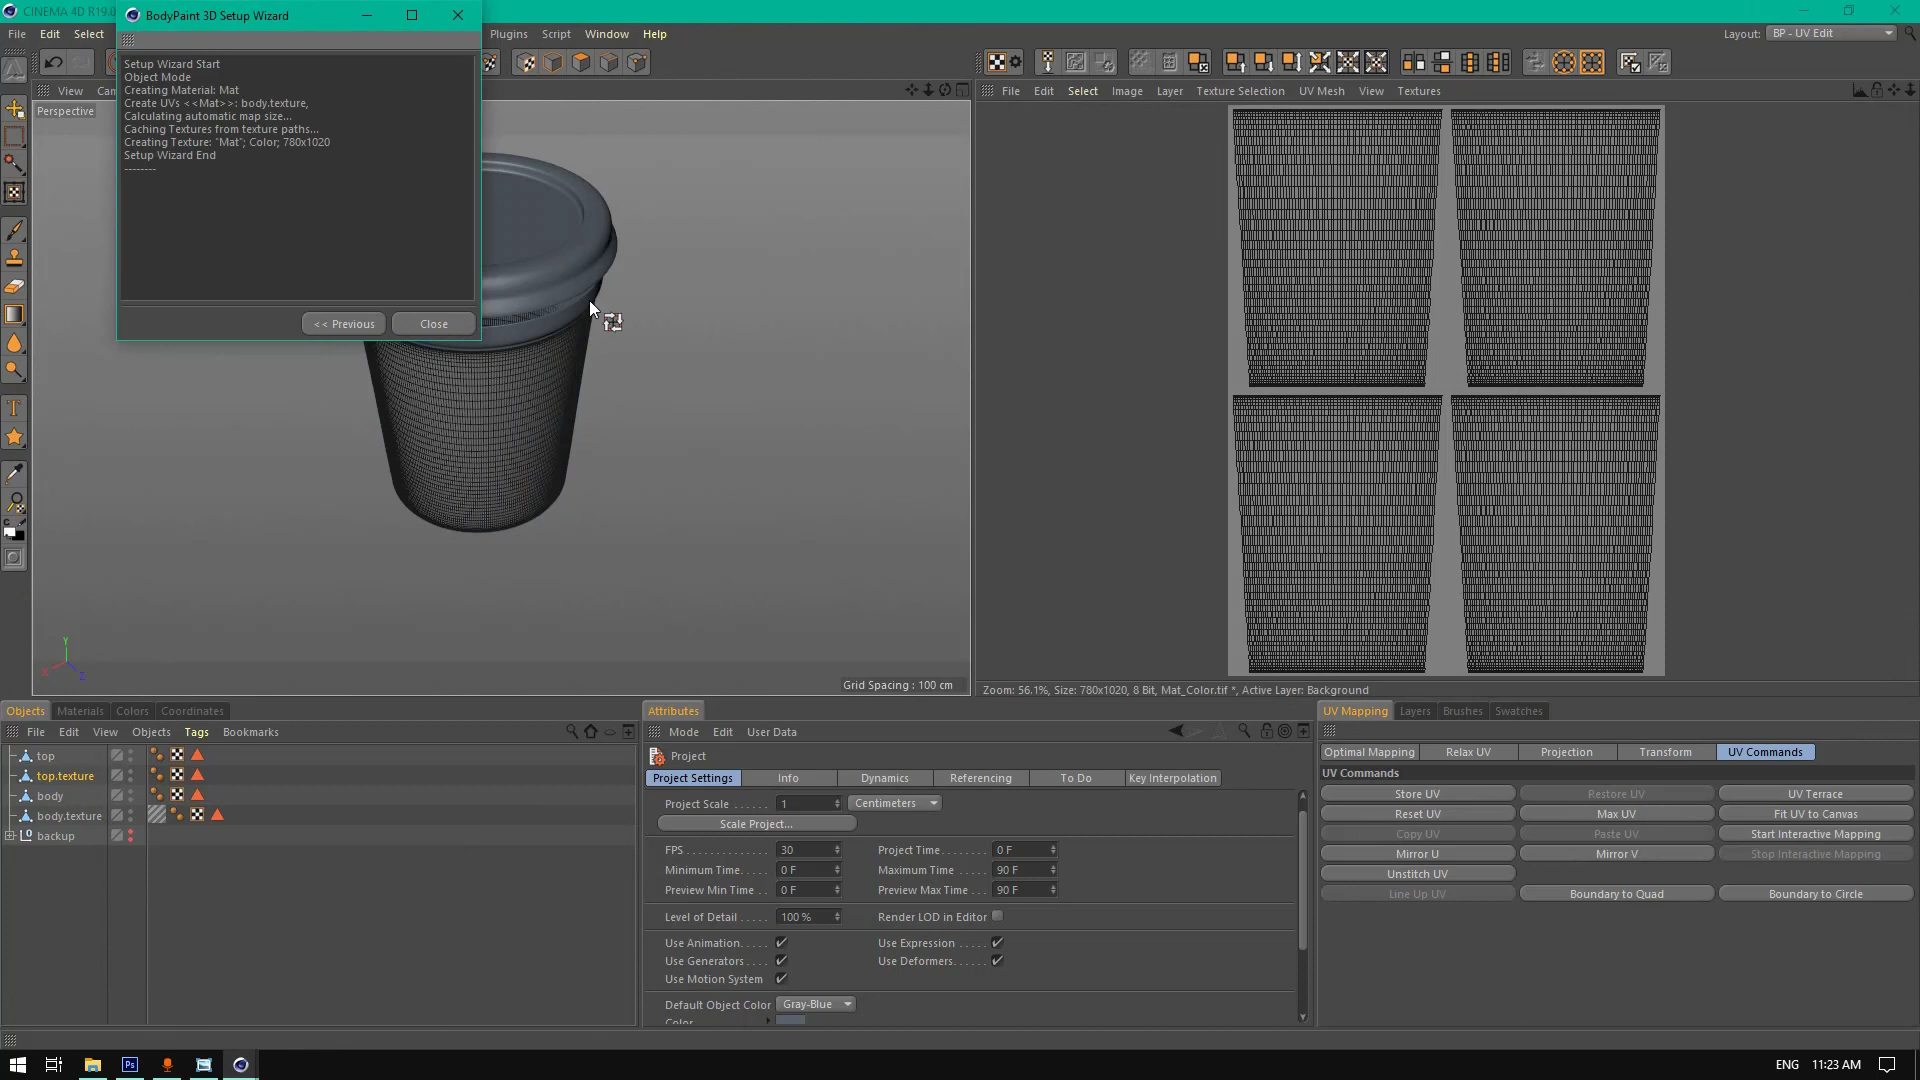 CINEMA 4D R19.0
BodyPaint 3D Setup Wizard
File Edit Select
Plugins Script Window Help
Layout: BP - UV Edit
Setup Wizard Start
Object Mode
Creating Material: Mat
Create UVs <<Mat>>: body.texture,
Calculating automatic map size...
Caching Textures from texture paths...
Creating Texture: "Mat"; Color; 780x1020
Setup Wizard End
--------
<< Previous Close
View Cam
Perspective
Grid Spacing : 100 cm
Y
X
Z
File Edit Select Image Layer Texture Selection UV Mesh View Textures
Zoom: 56.1%, Size: 780x1020, 8 Bit, Mat_Color.tif *, Active Layer: Background
Objects Materials Colors Coordinates
File Edit View Objects Tags Bookmarks
top
top.texture
body
body.texture
backup
Attributes
Mode Edit User Data
Project
Project Settings Info Dynamics Referencing To Do Key Interpolation
Project Scale ...... 1 Centimeters
Scale Project...
FPS .............. 30 Project Time........ 0 F
Minimum Time..... 0 F Maximum Time ..... 90 F
Preview Min Time .. 0 F Preview Max Time ... 90 F
Level of Detail ..... 100 % Render LOD in Editor
Use Animation..... Use Expression .....
Use Generators.... Use Deformers......
Use Motion System
Default Object Color Gray-Blue
Color
UV Mapping Layers Brushes Swatches
Optimal Mapping Relax UV Projection Transform UV Commands
UV Commands
Store UV Restore UV UV Terrace
Reset UV Max UV Fit UV to Canvas
Copy UV Paste UV Start Interactive Mapping
Mirror U Mirror V Stop Interactive Mapping
Unstitch UV
Line Up UV Boundary to Quad Boundary to Circle
Ps
ENG 11:23 AM